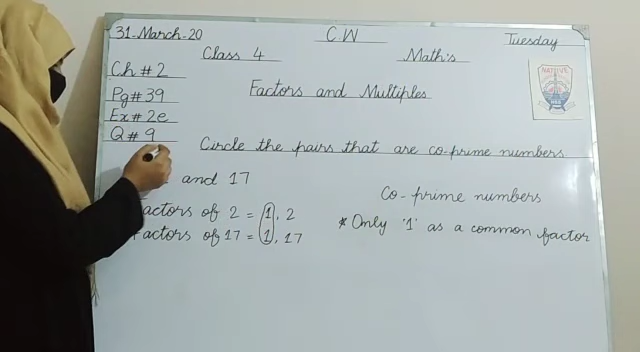 31-March-20 C.W Tuesday
Class 4 Math's
Ch # 2
Pg # 39 Factors and Multiples
Ex # 2e
Q # 9 Circle the pairs that are co-prime numbers
and 17
Co-prime numbers
actors of 2 = 1, 2
* Only '1' as a common factor
actors of 17 = 1, 17